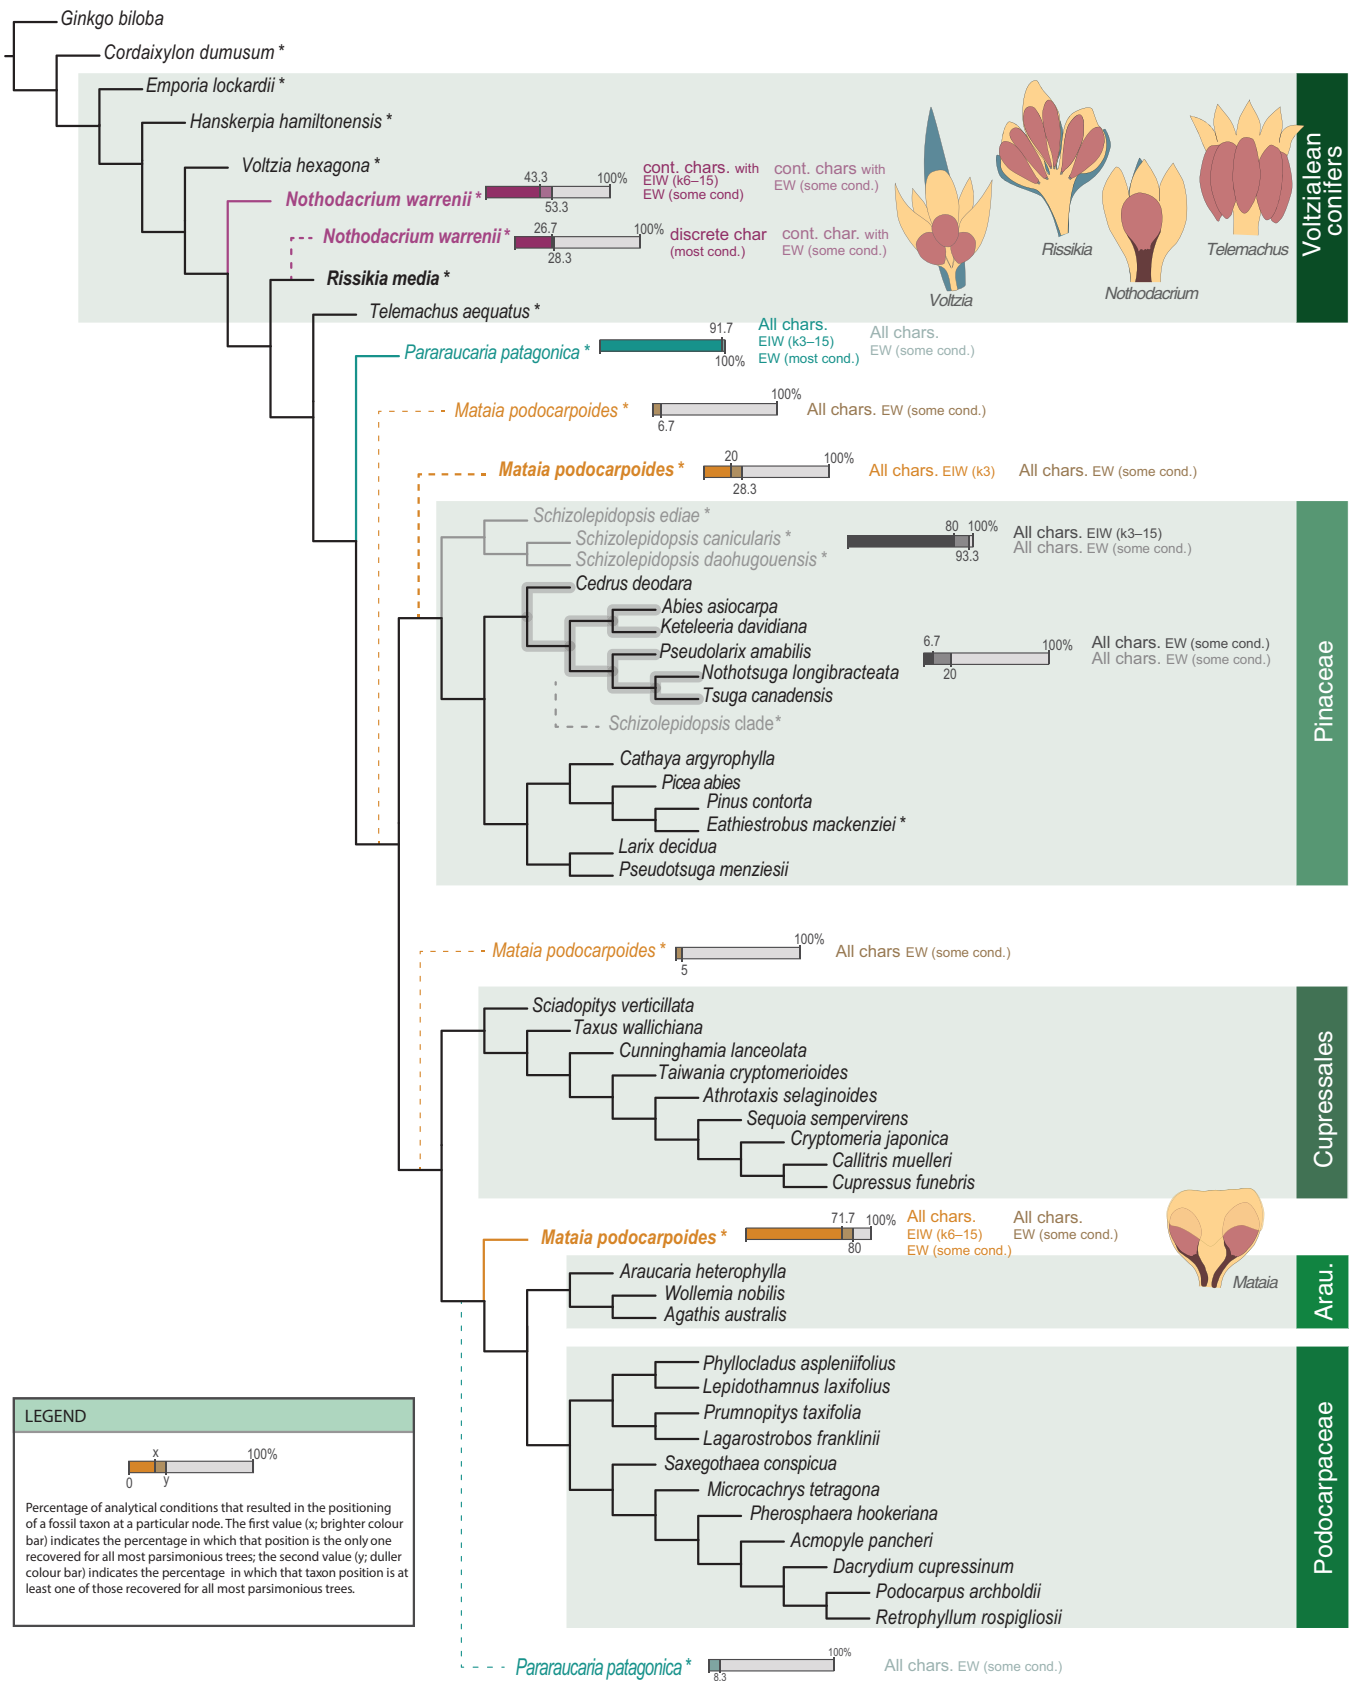 Ginkgo biloba
Cordaixylon dumusum *
Emporia lockardii *
Hanskerpia hamiltonensis *
Voltzia hexagona *
Nothodacrium warrenii *
43.3
100%
53.3
cont. chars. with
EIW (k6–15)
EW (some cond)
cont. chars with
EW (some cond.)
Nothodacrium warrenii *
26.7
100%
28.3
discrete char
(most cond.)
cont. char. with
EW (some cond.)
Rissikia media *
Telemachus aequatus *
Voltzia
Rissikia
Nothodacrium
Telemachus
Voltzialean
conifers
Pararaucaria patagonica *
91.7
100%
All chars.
EIW (k3–15)
EW (most cond.)
All chars.
EW (some cond.)
Mataia podocarpoides *
100%
6.7
All chars. EW (some cond.)
Mataia podocarpoides *
20
100%
28.3
All chars. EIW (k3)
All chars. EW (some cond.)
Schizolepidopsis ediae *
Schizolepidopsis canicularis *
Schizolepidopsis daohugouensis *
80
100%
93.3
All chars. EIW (k3–15)
All chars. EW (some cond.)
Cedrus deodara
Abies asiocarpa
Keteleeria davidiana
Pseudolarix amabilis
Nothotsuga longibracteata
Tsuga canadensis
6.7
100%
20
All chars. EW (some cond.)
All chars. EW (some cond.)
Schizolepidopsis clade *
Cathaya argyrophylla
Picea abies
Pinus contorta
Eathiestrobus mackenziei *
Larix decidua
Pseudotsuga menziesii
Pinaceae
Mataia podocarpoides *
100%
5
All chars EW (some cond.)
Sciadopitys verticillata
Taxus wallichiana
Cunninghamia lanceolata
Taiwania cryptomerioides
Athrotaxis selaginoides
Sequoia sempervirens
Cryptomeria japonica
Callitris muelleri
Cupressus funebris
Cupressales
Mataia podocarpoides *
71.7
100%
80
All chars.
EIW (k6–15)
EW (some cond.)
All chars.
EW (some cond.)
Mataia
Araucaria heterophylla
Wollemia nobilis
Agathis australis
Arau.
Phyllocladus aspleniifolius
Lepidothamnus laxifolius
Prumnopitys taxifolia
Lagarostrobos franklinii
Saxegothaea conspicua
Microcachrys tetragona
Pherosphaera hookeriana
Acmopyle pancheri
Dacrydium cupressinum
Podocarpus archboldii
Retrophyllum rospigliosii
Podocarpaceae
Pararaucaria patagonica *
100%
8.3
All chars. EW (some cond.)
LEGEND
x
100%
0
y
Percentage of analytical conditions that resulted in the positioning
of a fossil taxon at a particular node. The first value (x; brighter colour
bar) indicates the percentage in which that position is the only one
recovered for all most parsimonious trees; the second value (y; duller
colour bar) indicates the percentage in which that taxon position is at
least one of those recovered for all most parsimonious trees.